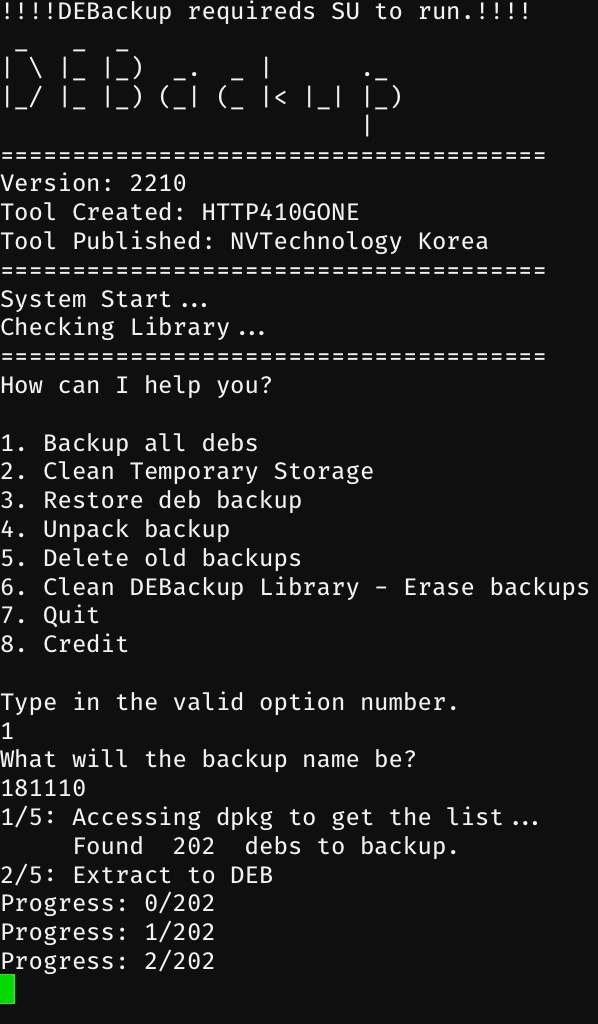 !!!!DEBackup requireds SU to run.!!!!
 _   _  _
| \ |_ |_)  _.  _ |      ._
|_/ |_ |_) (_| (_ |< |_| |_)
                         |
======================================
Version: 2210
Tool Created: HTTP410GONE
Tool Published: NVTechnology Korea
======================================
System Start...
Checking Library...
======================================
How can I help you?
1. Backup all debs
2. Clean Temporary Storage
3. Restore deb backup
4. Unpack backup
5. Delete old backups
6. Clean DEBackup Library - Erase backups
7. Quit
8. Credit
Type in the valid option number.
1
What will the backup name be?
181110
1/5: Accessing dpkg to get the list...
     Found  202  debs to backup.
2/5: Extract to DEB
Progress: 0/202
Progress: 1/202
Progress: 2/202